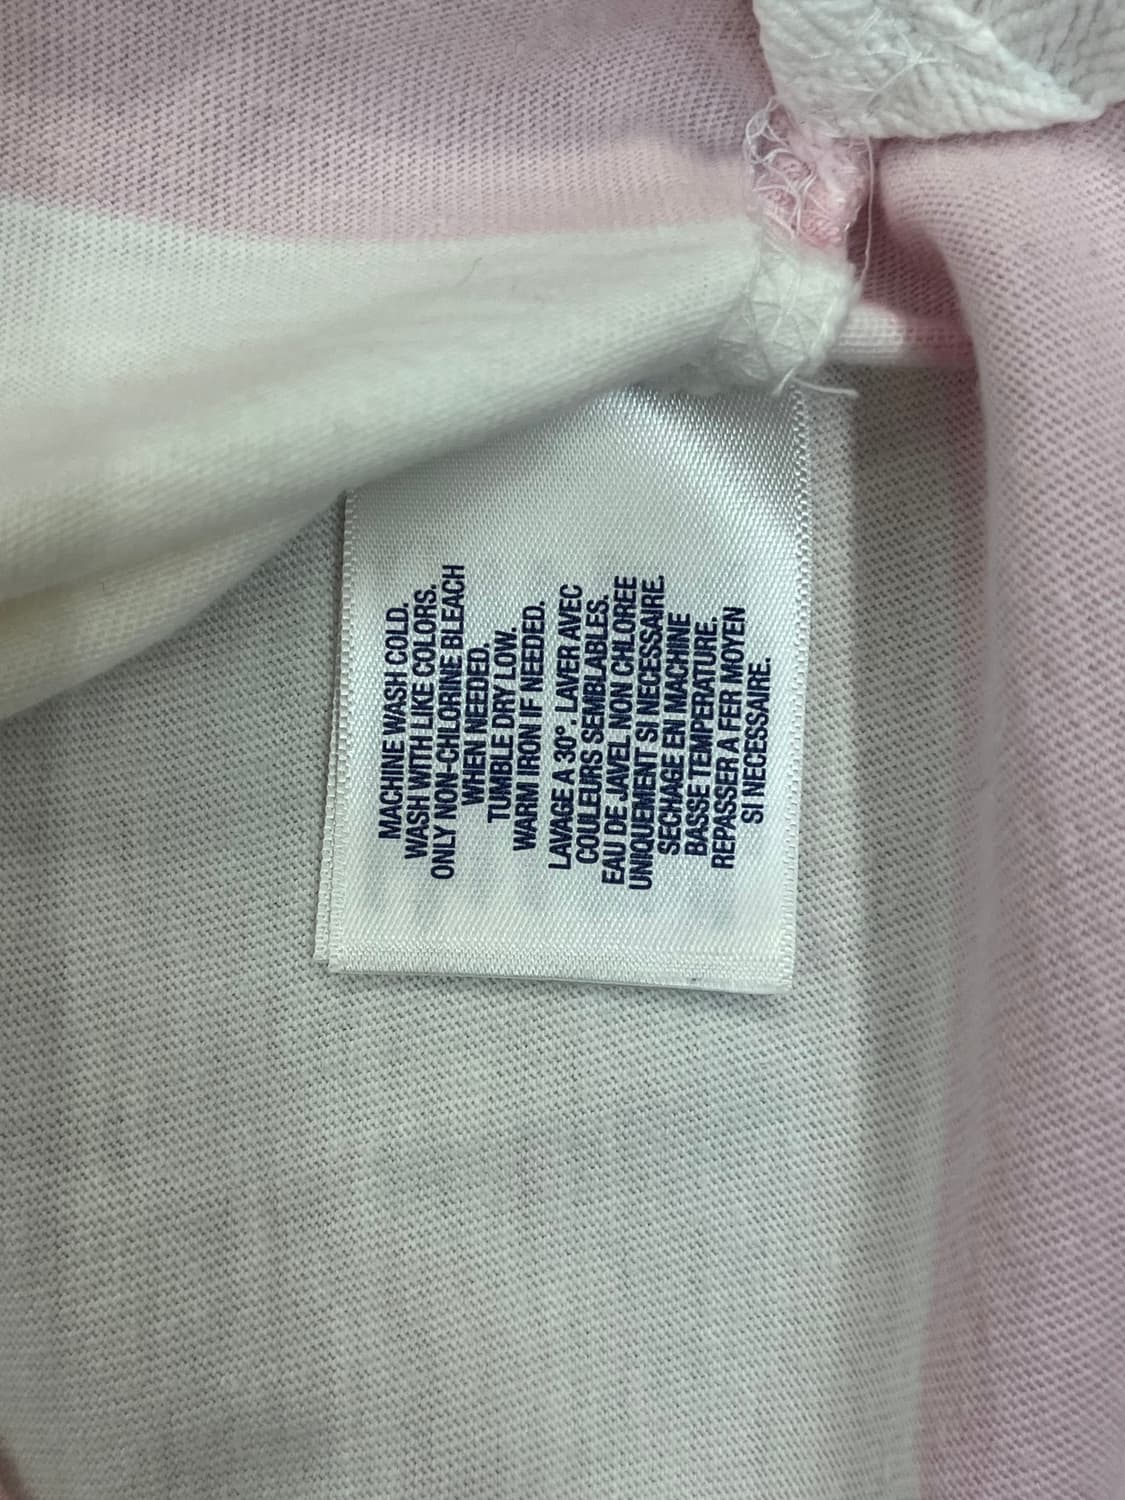 MACHINE WASH COLD.
WASH WITH LIKE COLORS.
ONLY NON-CHLORINE BLEACH
WHEN NEEDED.
TUMBLE DRY LOW.
WARM IRON IF NEEDED.
LAVAGE A 30°. LAVER AVEC
COULEURS SEMBLABLES.
EAU DE JAVEL NON CHLOREE
UNIQUEMENT SI NECESSAIRE.
SECHAGE EN MACHINE
BASSE TEMPERATURE.
REPASSER A FER MOYEN
SI NECESSAIRE.